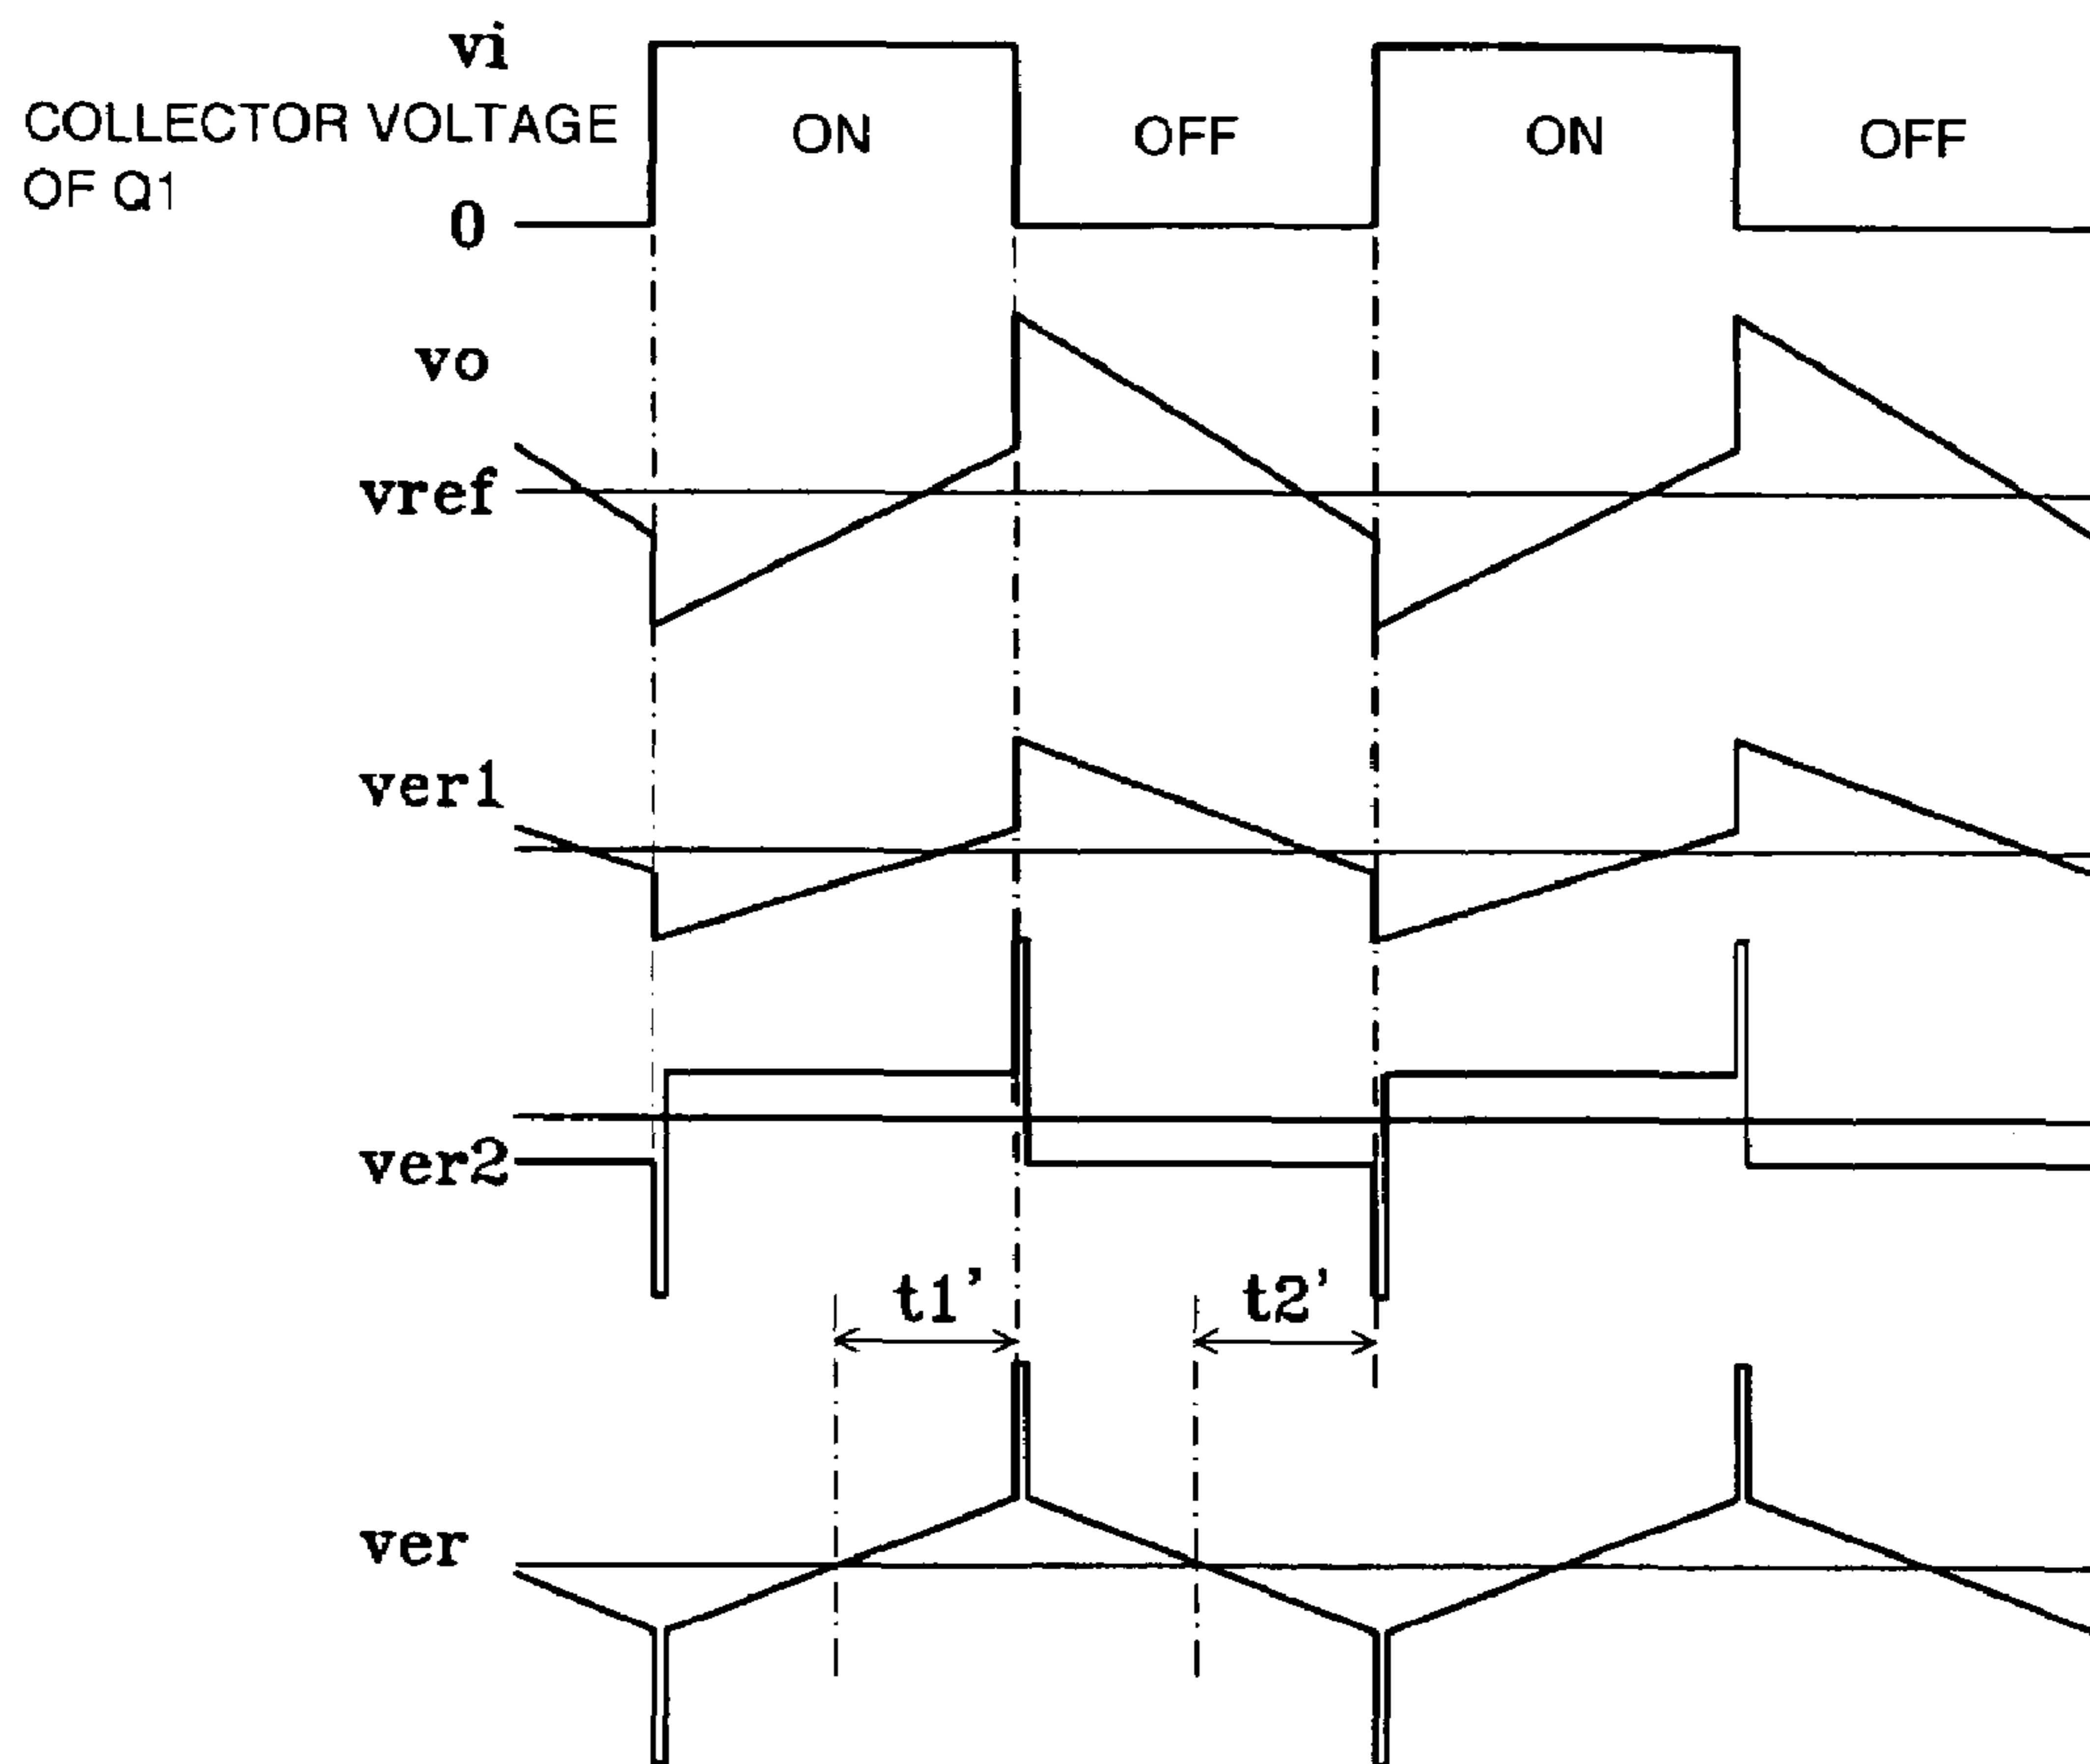 vi
COLLECTOR VOLTAGE
OF Q1
0
ON
OFF
ON
OFF
vo
vref
ver1
ver2
t1'
t2'
ver